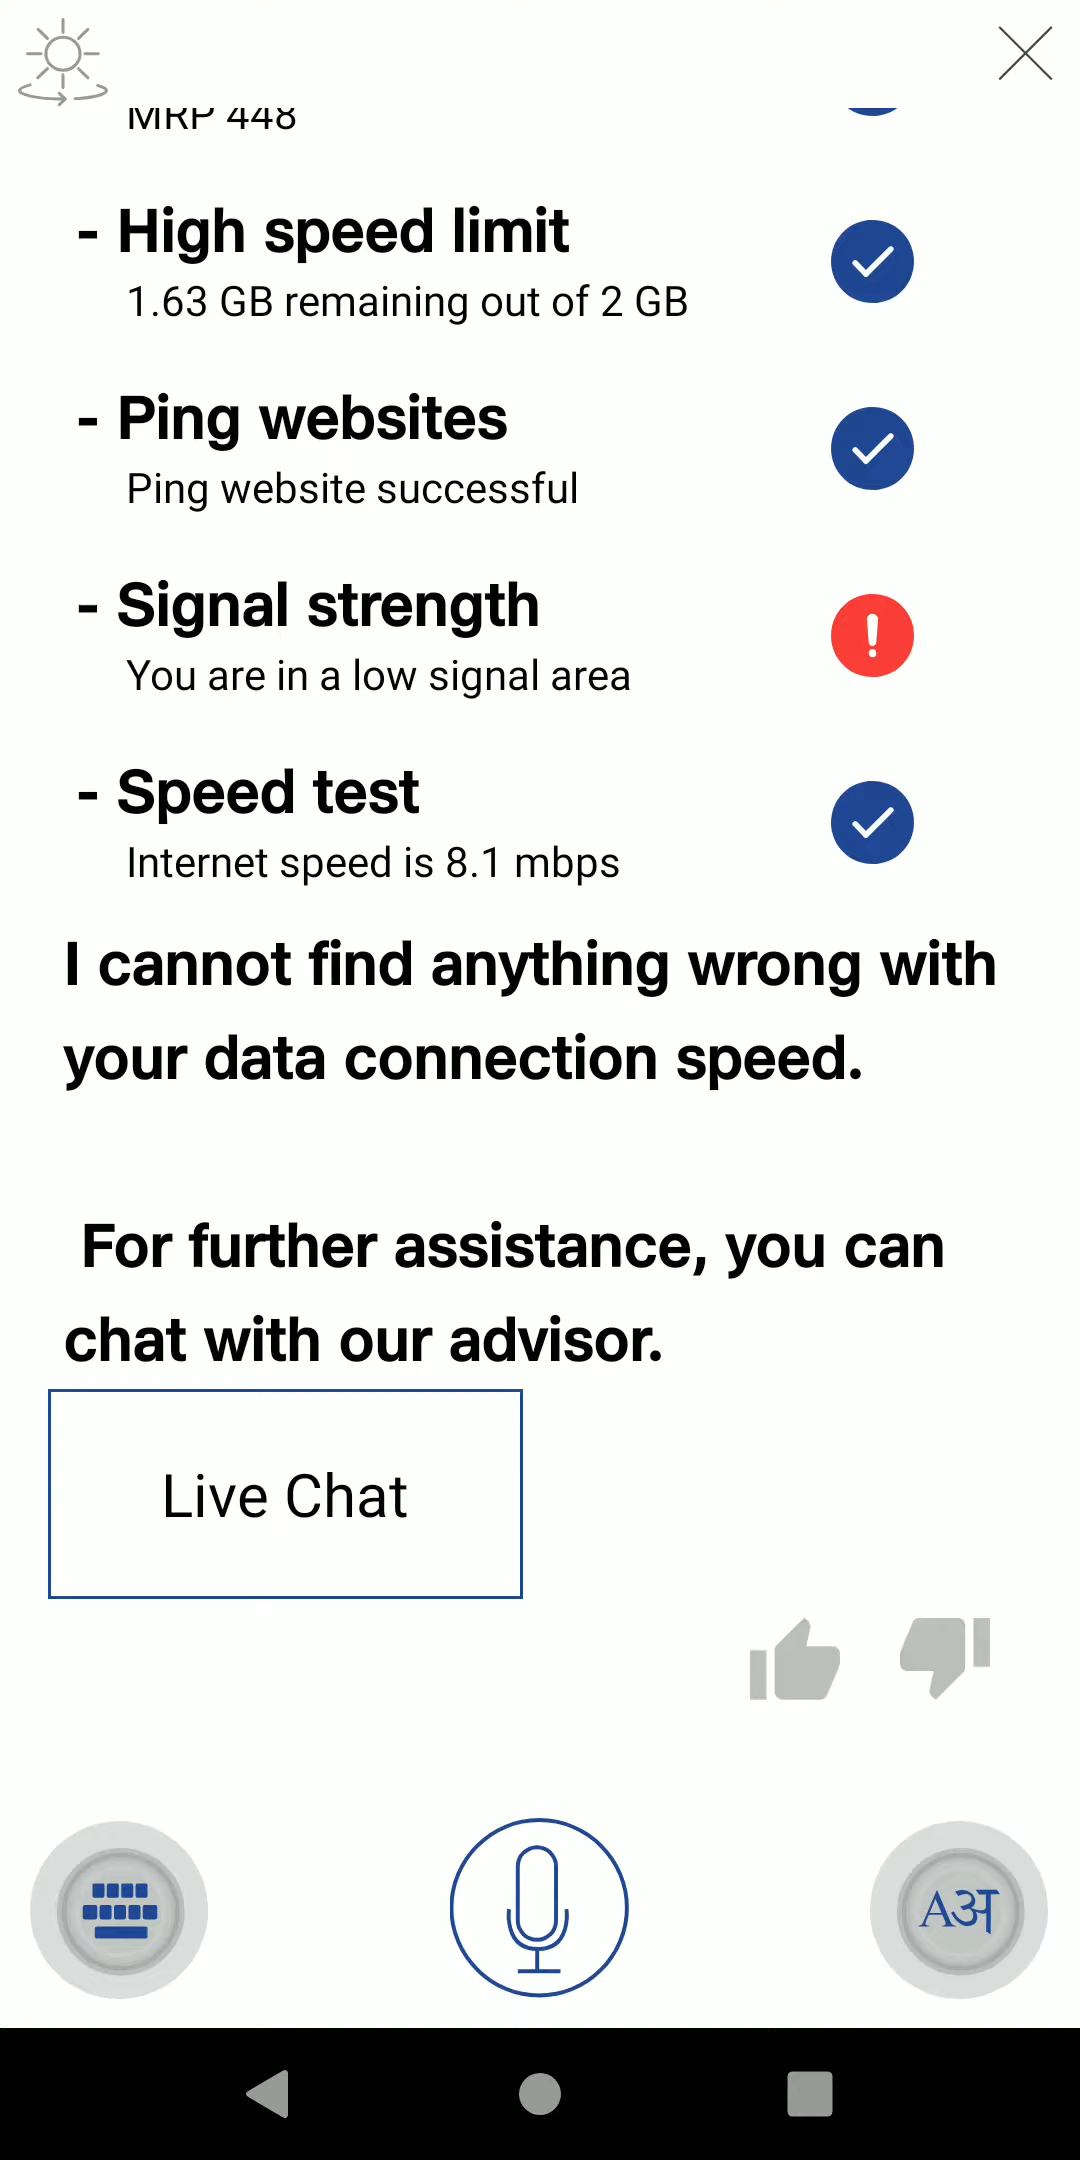 MRP 448
- High speed limit
1.63 GB remaining out of 2 GB
- Ping websites
Ping website successful
- Signal strength
You are in a low signal area
- Speed test
Internet speed is 8.1 mbps
I cannot find anything wrong with
your data connection speed.
For further assistance, you can
chat with our advisor.
Live Chat
Aअ